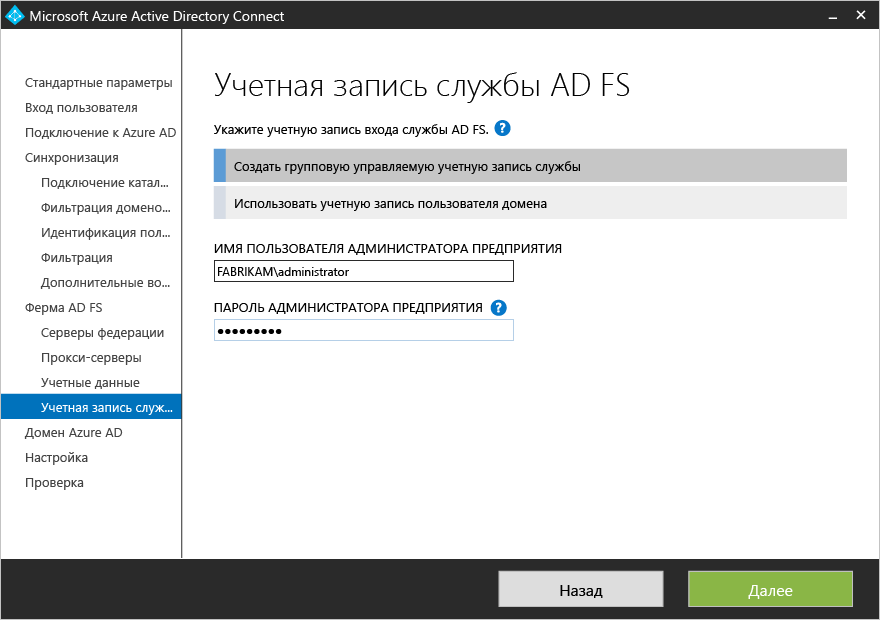 Microsoft Azure Active Directory Connect
Стандартные параметры
Вход пользователя
Подключение к Azure AD
Синхронизация
Подключение катал...
Фильтрация домено...
Идентификация пол...
Фильтрация
Дополнительные во...
Ферма AD FS
Серверы федерации
Прокси-серверы
Учетные данные
Учетная запись служ...
Домен Azure AD
Настройка
Проверка
Учетная запись службы AD FS
Укажите учетную запись входа службы AD FS. ?
Создать групповую управляемую учетную запись службы
Использовать учетную запись пользователя домена
ИМЯ ПОЛЬЗОВАТЕЛЯ АДМИНИСТРАТОРА ПРЕДПРИЯТИЯ
FABRIKAM\administrator
ПАРОЛЬ АДМИНИСТРАТОРА ПРЕДПРИЯТИЯ ?
●●●●●●●●●
Назад
Далее